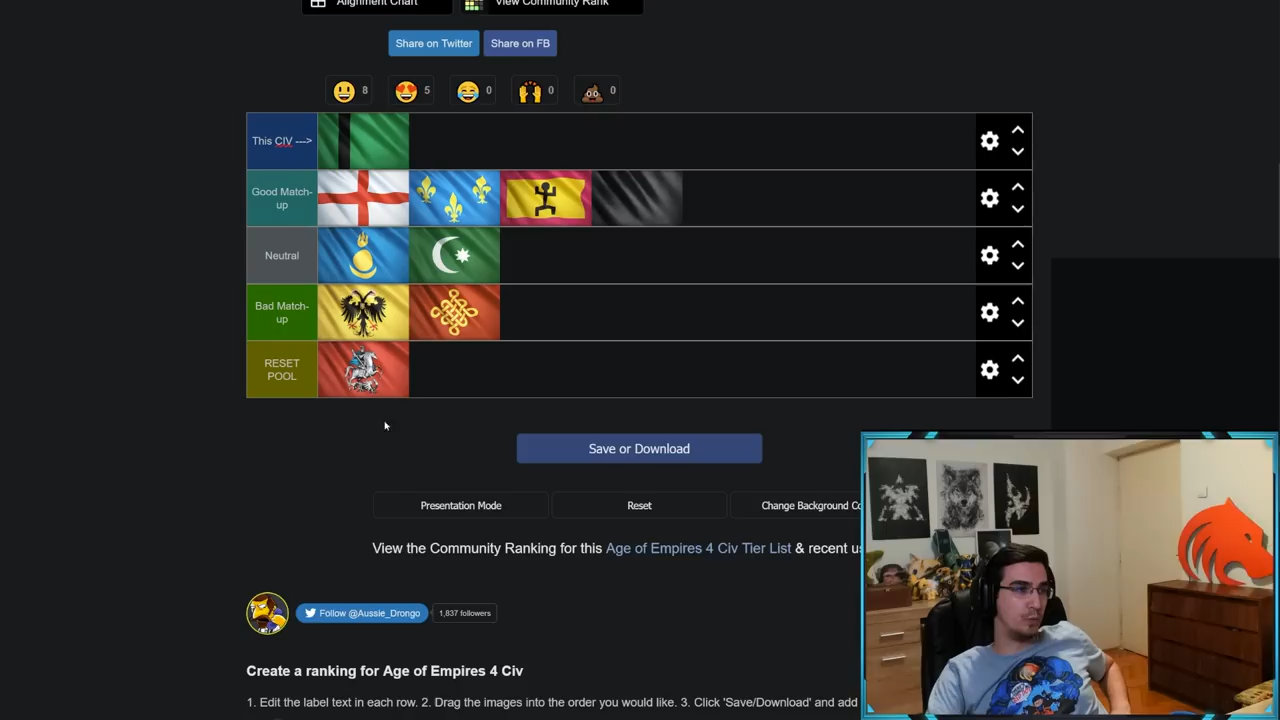 Alignment Chart
View Community Rank
Share on Twitter
Share on FB
8
5
0
0
0
This CIV --->
Good Match-
up
Neutral
Bad Match-
up
RESET
POOL
Save or Download
Presentation Mode
Reset
Change Background Co
View the Community Ranking for this Age of Empires 4 Civ Tier List & recent us
Follow @Aussie_Drongo
1,837 followers
Create a ranking for Age of Empires 4 Civ
1. Edit the label text in each row. 2. Drag the images into the order you would like. 3. Click 'Save/Download' and add